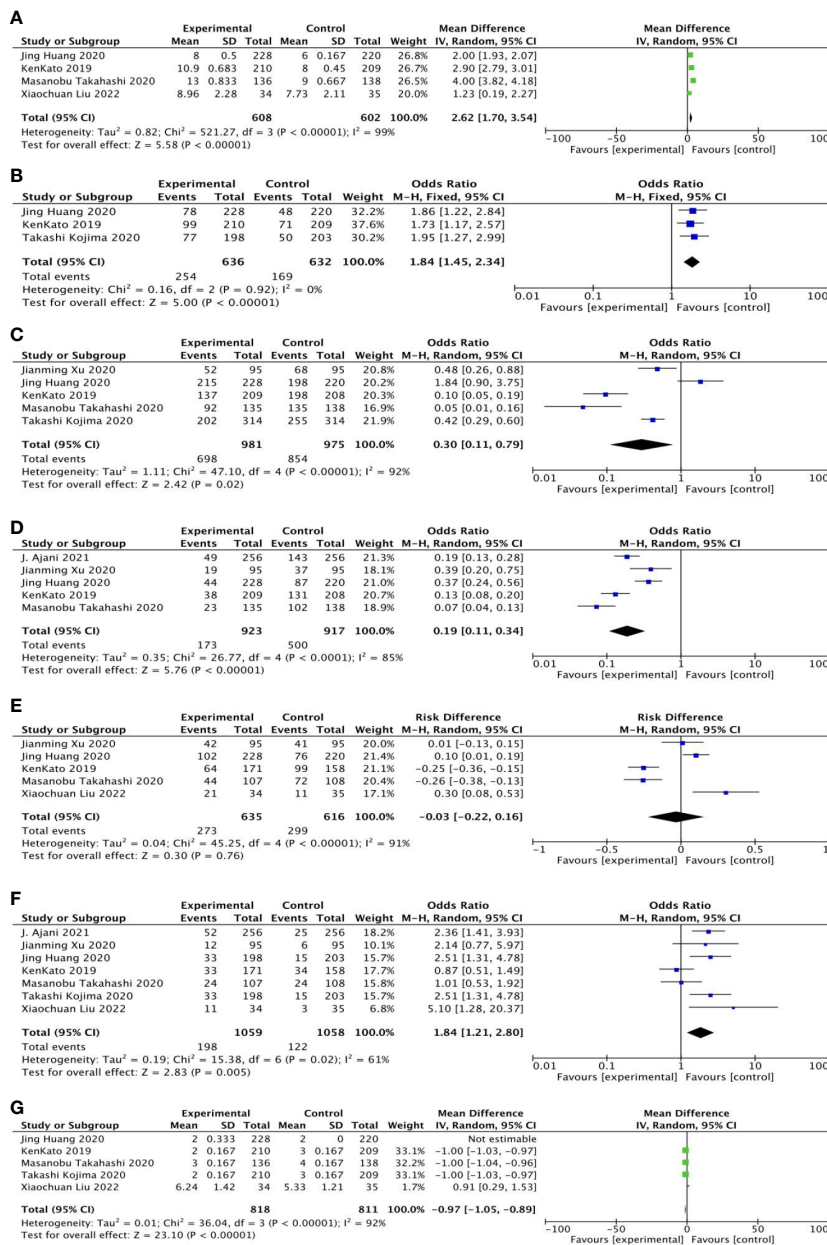 A
Experimental Control Mean Difference Mean Difference
Study or Subgroup Mean SD Total Mean SD Total Weight IV, Random, 95% CI IV, Random, 95% CI
Jing Huang 2020 8 0.5 228 6 0.167 220 26.8% 2.00 [1.93, 2.07]
KenKato 2019 10.9 0.683 210 8 0.45 209 26.7% 2.90 [2.79, 3.01]
Masanobu Takahashi 2020 13 0.833 136 9 0.667 138 26.5% 4.00 [3.82, 4.18]
Xiaochuan Liu 2022 8.96 2.28 34 7.73 2.11 35 20.0% 1.23 [0.19, 2.27]
Total (95% CI) 608 602 100.0% 2.62 [1.70, 3.54]
Heterogeneity: Tau² = 0.82; Chi² = 521.27, df = 3 (P < 0.00001); I² = 99%
Test for overall effect: Z = 5.58 (P < 0.00001)
-100 -50 0 50 100
Favours [experimental] Favours [control]
B
Experimental Control Odds Ratio Odds Ratio
Study or Subgroup Events Total Events Total Weight M-H, Fixed, 95% CI M-H, Fixed, 95% CI
Jing Huang 2020 78 228 48 220 32.2% 1.86 [1.22, 2.84]
KenKato 2019 99 210 71 209 37.6% 1.73 [1.17, 2.57]
Takashi Kojima 2020 77 198 50 203 30.2% 1.95 [1.27, 2.99]
Total (95% CI) 636 632 100.0% 1.84 [1.45, 2.34]
Total events 254 169
Heterogeneity: Chi² = 0.16, df = 2 (P = 0.92); I² = 0%
Test for overall effect: Z = 5.00 (P < 0.00001)
0.01 0.1 1 10 100
Favours [experimental] Favours [control]
C
Experimental Control Odds Ratio Odds Ratio
Study or Subgroup Events Total Events Total Weight M-H, Random, 95% CI M-H, Random, 95% CI
Jianming Xu 2020 52 95 68 95 20.8% 0.48 [0.26, 0.88]
Jing Huang 2020 215 228 198 220 20.2% 1.84 [0.90, 3.75]
KenKato 2019 137 209 198 208 20.3% 0.10 [0.05, 0.19]
Masanobu Takahashi 2020 92 135 135 138 16.9% 0.05 [0.01, 0.16]
Takashi Kojima 2020 202 314 255 314 21.9% 0.42 [0.29, 0.60]
Total (95% CI) 981 975 100.0% 0.30 [0.11, 0.79]
Total events 698 854
Heterogeneity: Tau² = 1.11; Chi² = 47.10, df = 4 (P < 0.00001); I² = 92%
Test for overall effect: Z = 2.42 (P = 0.02)
0.01 0.1 1 10 100
Favours [experimental] Favours [control]
D
Experimental Control Odds Ratio Odds Ratio
Study or Subgroup Events Total Events Total Weight M-H, Random, 95% CI M-H, Random, 95% CI
J. Ajani 2021 49 256 143 256 21.3% 0.19 [0.13, 0.28]
Jianming Xu 2020 19 95 37 95 18.1% 0.39 [0.20, 0.75]
Jing Huang 2020 44 228 87 220 21.0% 0.37 [0.24, 0.56]
KenKato 2019 38 209 131 208 20.7% 0.13 [0.08, 0.20]
Masanobu Takahashi 2020 23 135 102 138 18.9% 0.07 [0.04, 0.13]
Total (95% CI) 923 917 100.0% 0.19 [0.11, 0.34]
Total events 173 500
Heterogeneity: Tau² = 0.35; Chi² = 26.77, df = 4 (P < 0.0001); I² = 85%
Test for overall effect: Z = 5.76 (P < 0.00001)
0.01 0.1 1 10 100
Favours [experimental] Favours [control]
E
Experimental Control Risk Difference Risk Difference
Study or Subgroup Events Total Events Total Weight M-H, Random, 95% CI M-H, Random, 95% CI
Jianming Xu 2020 42 95 41 95 20.0% 0.01 [-0.13, 0.15]
Jing Huang 2020 102 228 76 220 21.4% 0.10 [0.01, 0.19]
KenKato 2019 64 171 99 158 21.1% -0.25 [-0.36, -0.15]
Masanobu Takahashi 2020 44 107 72 108 20.2% -0.26 [-0.38, -0.13]
Xiaochuan Liu 2022 21 34 11 35 17.3% 0.30 [0.08, 0.53]
Total (95% CI) 635 616 100.0% -0.03 [-0.22, 0.16]
Total events 273 299
Heterogeneity: Tau² = 0.04; Chi² = 45.25, df = 4 (P < 0.00001); I² = 91%
Test for overall effect: Z = 0.30 (P = 0.76)
-1 -0.5 0 0.5 1
Favours [experimental] Favours [control]
F
Experimental Control Odds Ratio Odds Ratio
Study or Subgroup Events Total Events Total Weight M-H, Random, 95% CI M-H, Random, 95% CI
J. Ajani 2021 52 256 25 256 18.2% 2.36 [1.41, 3.93]
Jianming Xu 2020 12 95 6 95 10.1% 2.14 [0.77, 5.97]
Jing Huang 2020 33 198 15 203 15.7% 2.51 [1.31, 4.78]
KenKato 2019 33 171 34 158 17.7% 0.87 [0.51, 1.49]
Masanobu Takahashi 2020 24 107 24 108 15.8% 1.01 [0.53, 1.92]
Takashi Kojima 2020 33 198 15 203 15.7% 2.51 [1.31, 4.78]
Xiaochuan Liu 2022 11 34 3 35 6.8% 5.10 [1.28, 20.37]
Total (95% CI) 1059 1058 100.0% 1.84 [1.21, 2.80]
Total events 198 122
Heterogeneity: Tau² = 0.19; Chi² = 15.38, df = 6 (P = 0.02); I² = 61%
Test for overall effect: Z = 2.83 (P = 0.005)
0.01 0.1 1 10 100
Favours [experimental] Favours [control]
G
Experimental Control Mean Difference Mean Difference
Study or Subgroup Mean SD Total Mean SD Total Weight IV, Random, 95% CI IV, Random, 95% CI
Jing Huang 2020 2 0.333 228 2 0 220 Not estimable
KenKato 2019 2 0.167 210 3 0.167 209 33.1% -1.00 [-1.03, -0.97]
Masanobu Takahashi 2020 3 0.167 136 4 0.167 138 32.2% -1.00 [-1.04, -0.96]
Takashi Kojima 2020 2 0.167 210 3 0.167 209 33.1% -1.00 [-1.03, -0.97]
Xiaochuan Liu 2022 6.24 1.42 34 5.33 1.21 35 1.7% 0.91 [0.29, 1.53]
Total (95% CI) 818 811 100.0% -0.97 [-1.05, -0.89]
Heterogeneity: Tau² = 0.01; Chi² = 36.04, df = 3 (P < 0.00001); I² = 92%
Test for overall effect: Z = 23.10 (P < 0.00001)
-100 -50 0 50 100
Favours [experimental] Favours [control]